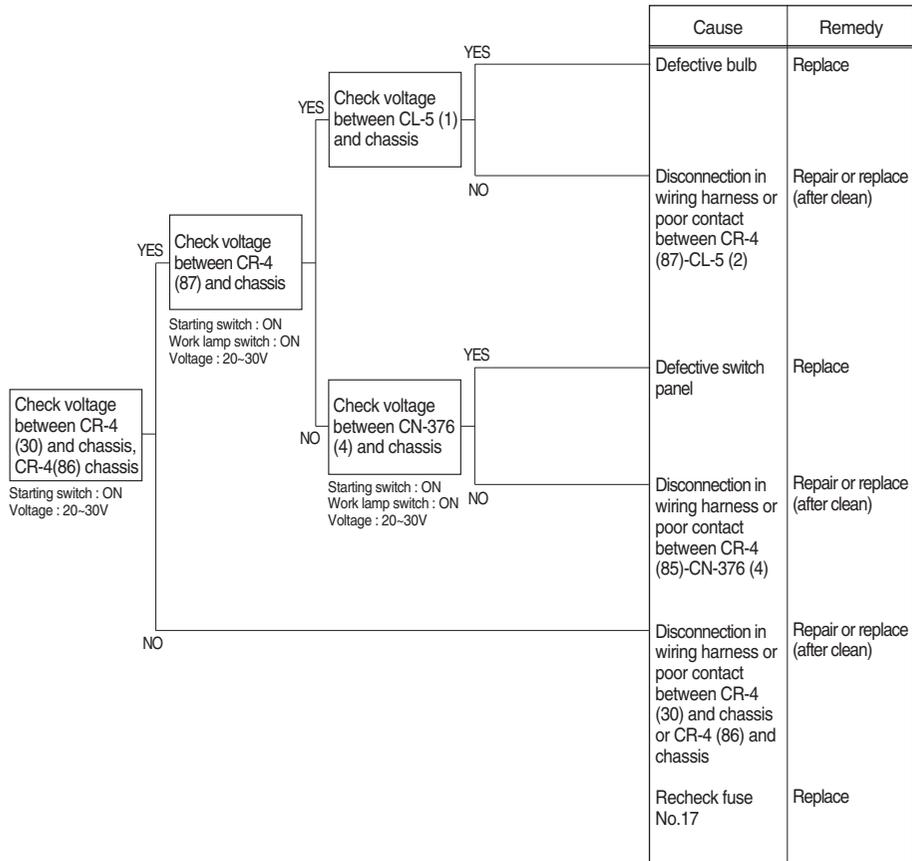 Cause
Remedy
YES
Defective bulb
Replace
YES
Check voltage
between CL-5 (1)
and chassis
NO
Disconnection in
wiring harness or
poor contact
between CR-4
(87)-CL-5 (2)
Repair or replace
(after clean)
YES
Check voltage
between CR-4
(87) and chassis
Starting switch : ON
Work lamp switch : ON
Voltage : 20~30V
YES
Defective switch
panel
Replace
NO
Check voltage
between CN-376
(4) and chassis
Starting switch : ON
Work lamp switch : ON
Voltage : 20~30V
NO
Disconnection in
wiring harness or
poor contact
between CR-4
(85)-CN-376 (4)
Repair or replace
(after clean)
Check voltage
between CR-4
(30) and chassis,
CR-4(86) chassis
Starting switch : ON
Voltage : 20~30V
NO
Disconnection in
wiring harness or
poor contact
between CR-4
(30) and chassis
or CR-4 (86) and
chassis
Repair or replace
(after clean)
Recheck fuse
No.17
Replace